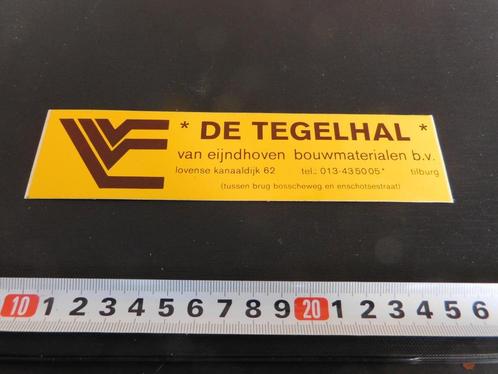 * DE TEGELHAL *
van eijndhoven bouwmaterialen b.v.
lovense kanaaldijk 62 tel.: 013-435005* tilburg
(tussen brug bosscheweg en enschotsestraat)
10 1 2 3 4 5 6 7 8 9 20 1 2 3 4 5 6